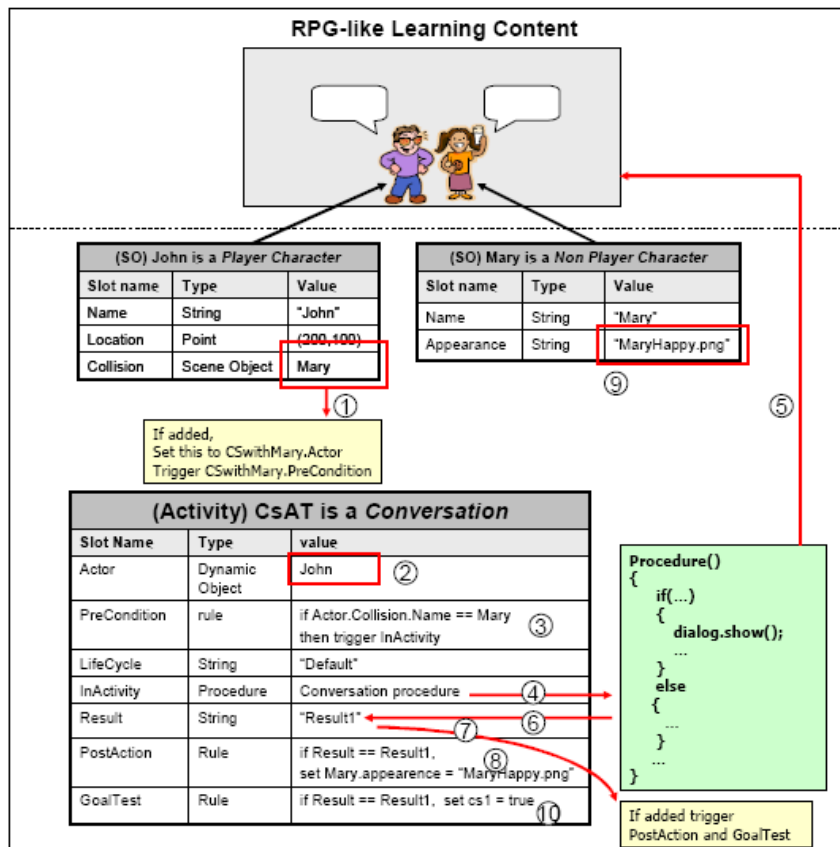 RPG-like Learning Content
(SO) John is a Player Character
Slot name Type Value
Name String "John"
Location Point (200,100)
Collision Scene Object Mary
(SO) Mary is a Non Player Character
Slot name Type Value
Name String "Mary"
Appearance String "MaryHappy.png"
①
⑨
⑤
If added,
Set this to CSwithMary.Actor
Trigger CSwithMary.PreCondition
(Activity) CsAT is a Conversation
Slot Name Type value
Actor Dynamic Object John ②
PreCondition rule if Actor.Collision.Name == Mary ③
then trigger InActivity
LifeCycle String "Default"
InActivity Procedure Conversation procedure ④
Result String "Result1" ⑥
⑦
PostAction Rule if Result == Result1, ⑧
set Mary.appearence = "MaryHappy.png"
GoalTest Rule if Result == Result1, set cs1 = true ⑩
Procedure()
{
if(...)
{
dialog.show();
...
}
else
{
...
}
...
}
If added trigger
PostAction and GoalTest